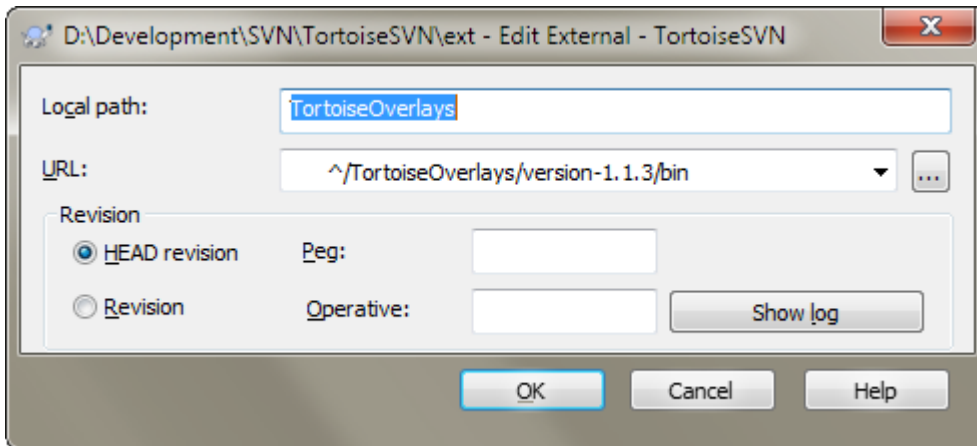 D:\Development\SVN\TortoiseSVN\ext - Edit External - TortoiseSVN
Local path: TortoiseOverlays
URL: ^/TortoiseOverlays/version-1.1.3/bin ...
Revision
HEAD revision Peg:
Revision Operative: Show log
OK Cancel Help